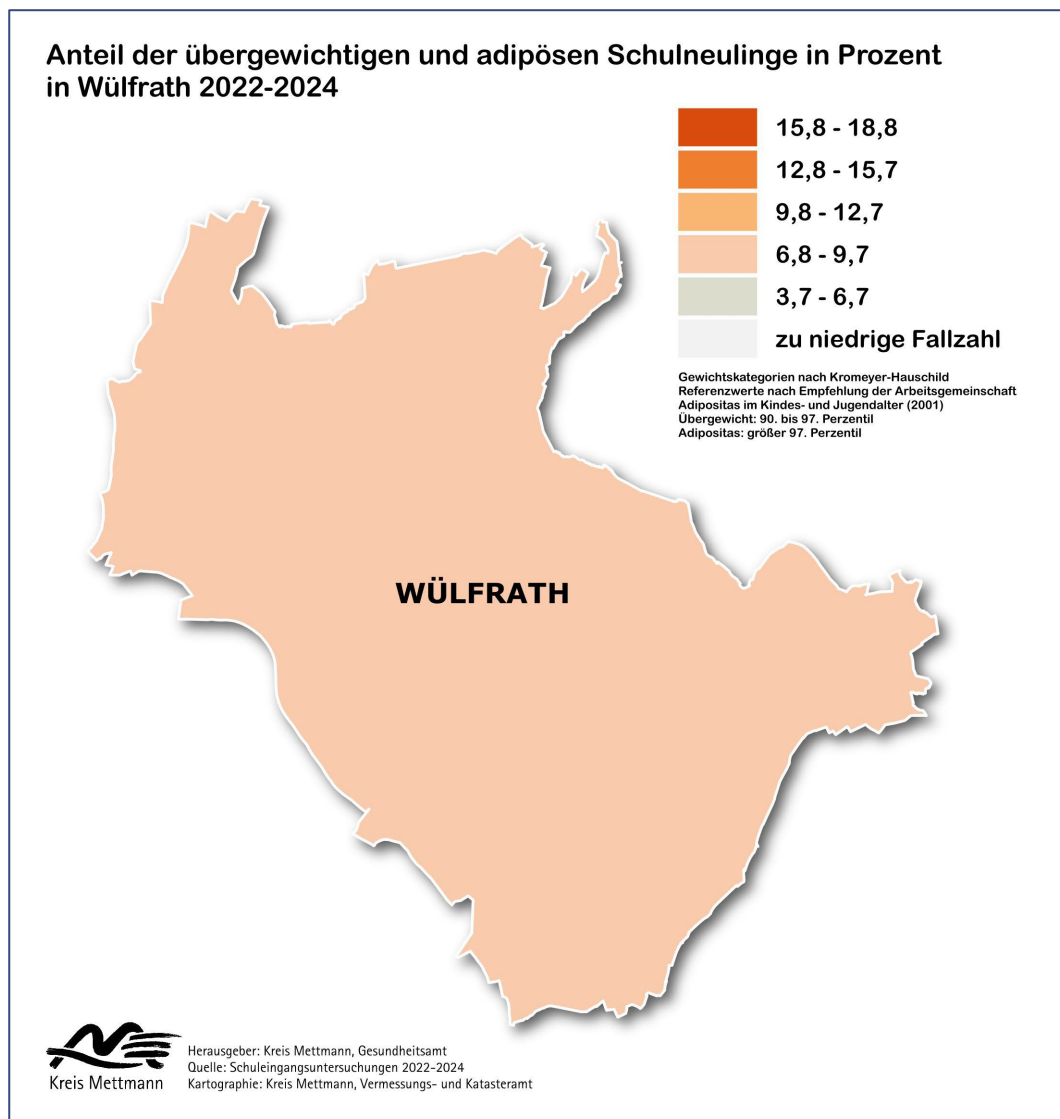 Anteil der übergewichtigen und adipösen Schulneulinge in Prozent
in Wülfrath 2022-2024
15,8 - 18,8
12,8 - 15,7
9,8 - 12,7
6,8 - 9,7
3,7 - 6,7
zu niedrige Fallzahl
Gewichtskategorien nach Kromeyer-Hauschild
Referenzwerte nach Empfehlung der Arbeitsgemeinschaft
Adipositas im Kindes- und Jugendalter (2001)
Übergewicht: 90. bis 97. Perzentil
Adipositas: größer 97. Perzentil
WÜLFRATH
Kreis Mettmann
Herausgeber: Kreis Mettmann, Gesundheitsamt
Quelle: Schuleingangsuntersuchungen 2022-2024
Kartographie: Kreis Mettmann, Vermessungs- und Katasteramt